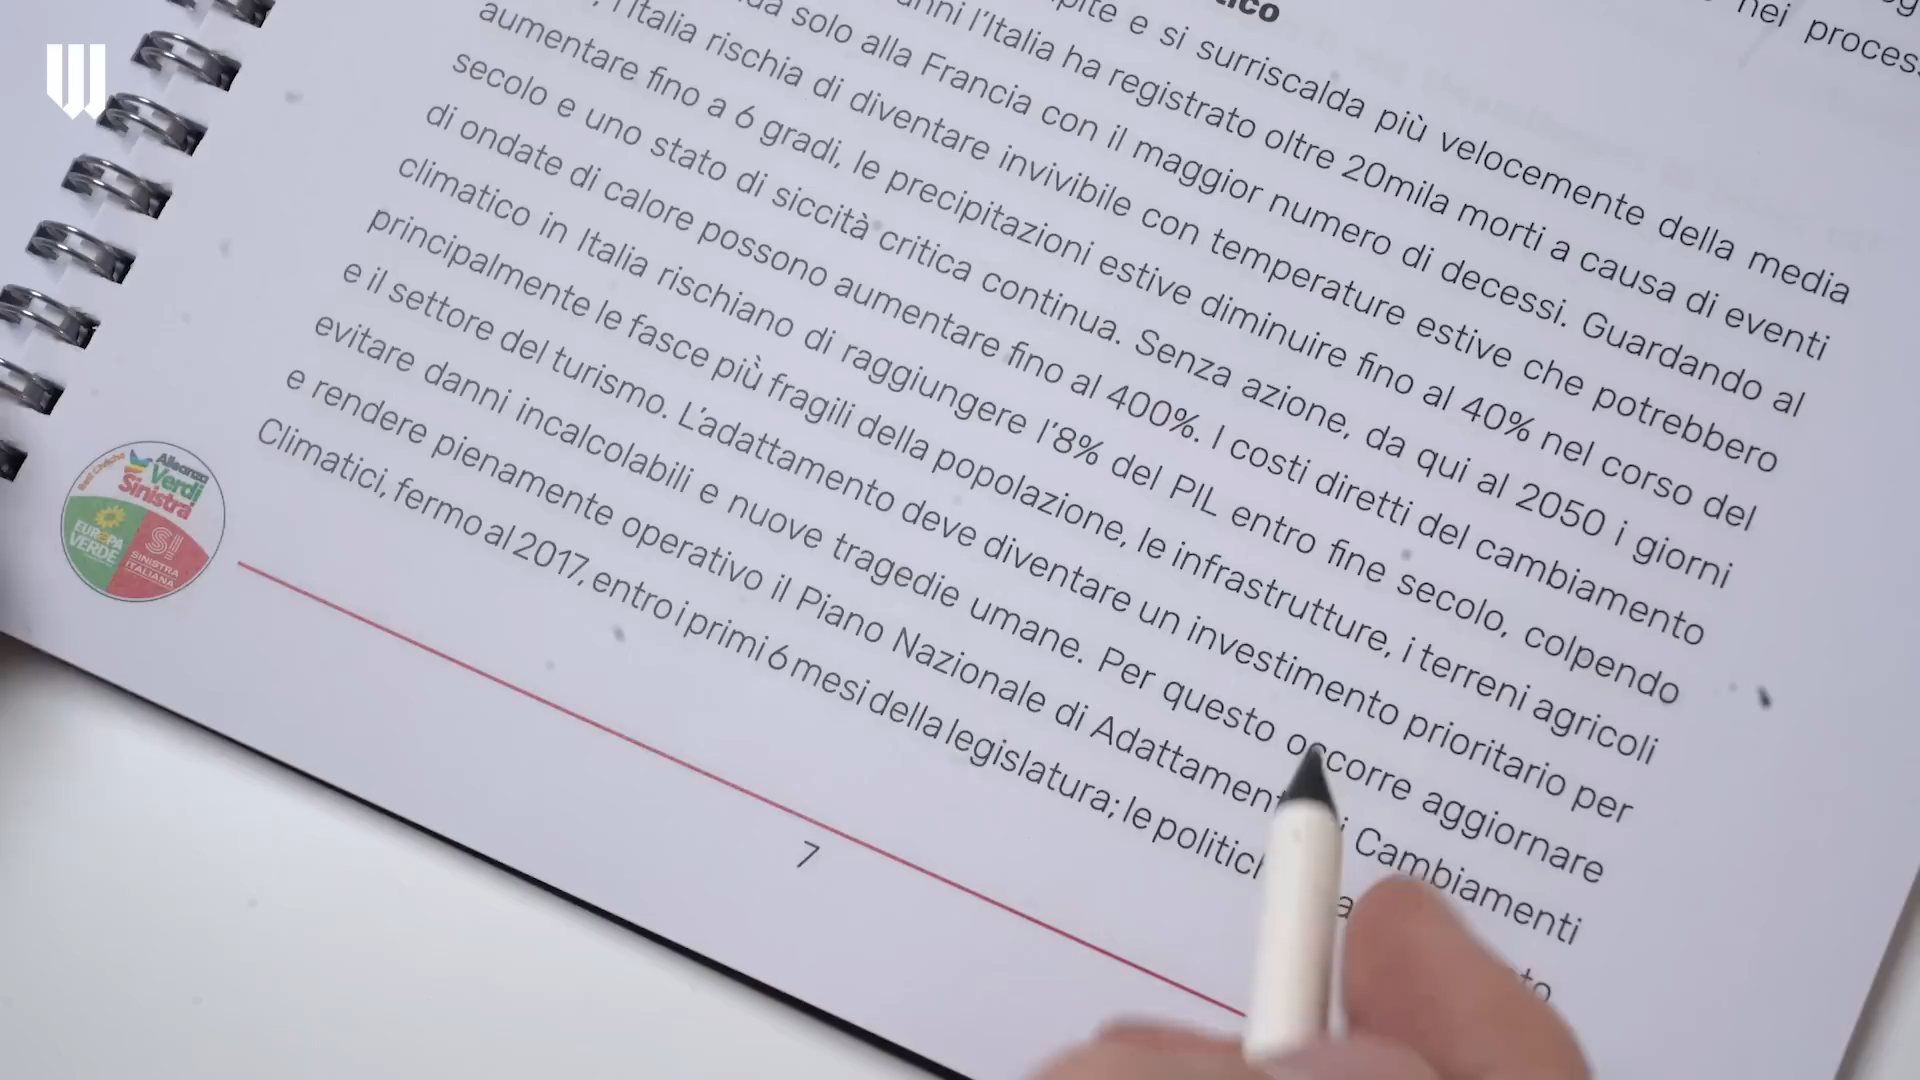 nei
e si surriscalda più velocemente della media
l'Italia ha registrato oltre 20mila morti a causa di eventi
solo alla Francia con il maggior numero di decessi. Guardando al
l'Italia rischia di diventare invivibile con temperature estive che potrebbero
aumentare fino a 6 gradi, le precipitazioni estive diminuire fino al 40% nel corso del
secolo e uno stato di siccità critica continua. Senza azione, da qui al 2050 i giorni
di ondate di calore possono aumentare fino al 400%. I costi diretti del cambiamento
climatico in Italia rischiano di raggiungere l'8% del PIL entro fine secolo, colpendo
principalmente le fasce più fragili della popolazione, le infrastrutture, i terreni agricoli
e il settore del turismo. L'adattamento deve diventare un investimento prioritario per
evitare danni incalcolabili e nuove tragedie umane. Per questo occorre aggiornare
e rendere pienamente operativo il Piano Nazionale di Adattamen i Cambiamenti
Climatici, fermo al 2017, entro i primi 6 mesi della legislatura; le politich
7
Reti Civiche
Alleanza
Verdi
Sinistra
EUROPA
VERDE
SI
SINISTRA
ITALIANA